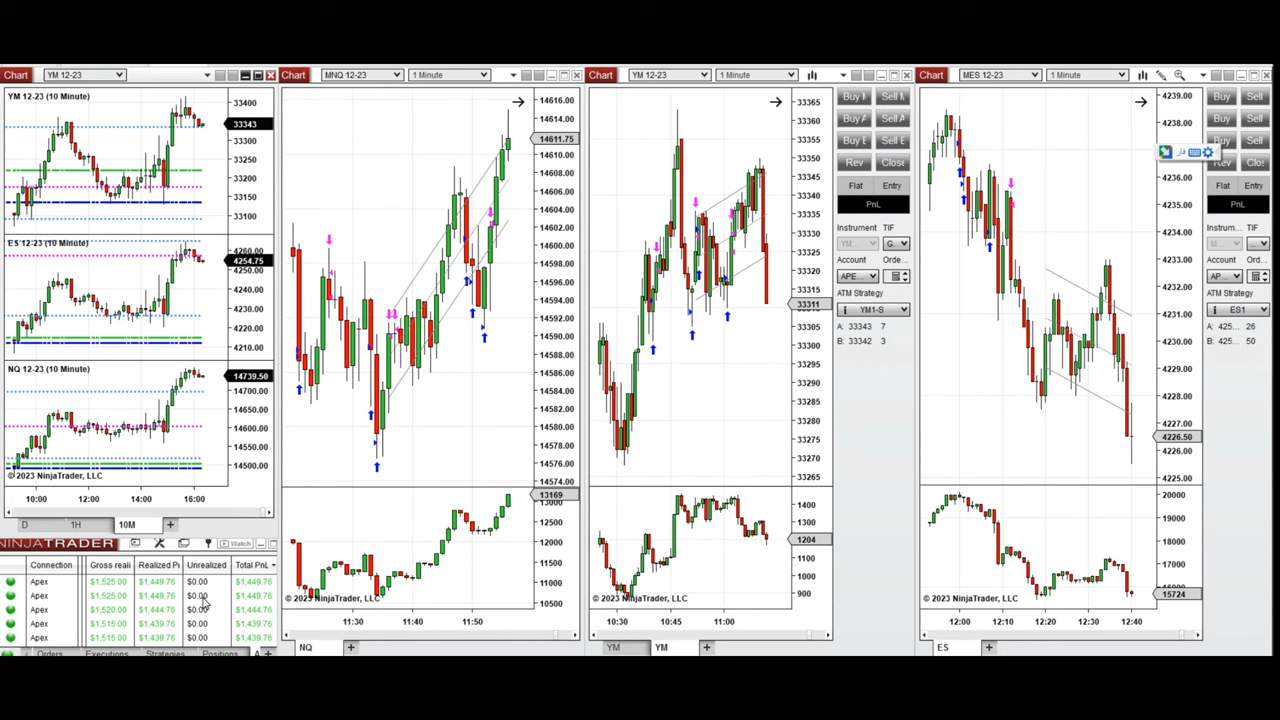 Chart YM 12-23
YM 12-23 (10 Minute)
33400
33343
33300
33250
33200
33150
33100
ES 12-23 (10 Minute)
4260.00
4254.75
4250.00
4240.00
4230.00
4220.00
4210.00
NQ 12-23 (10 Minute)
14739.50
14700.00
14650.00
14600.00
14550.00
14500.00
© 2023 NinjaTrader, LLC
10:00 12:00 14:00 16:00
D 1H 10M +
NINJATRADER Watch
Connection Gross reali Realized P Unrealized Total PnL
Apex $1,525.00 $1,449.76 $0.00 $1,449.76
Apex $1,525.00 $1,449.76 $0.00 $1,449.76
Apex $1,520.00 $1,444.76 $0.00 $1,444.76
Apex $1,515.00 $1,439.76 $0.00 $1,439.76
Apex $1,515.00 $1,439.76 $0.00 $1,439.76
Orders Executions Strategies Positions A +
Chart MNQ 12-23 1 Minute
14616.00
14614.00
14611.75
14610.00
14608.00
14606.00
14604.00
14602.00
14600.00
14598.00
14596.00
14594.00
14592.00
14590.00
14588.00
14586.00
14584.00
14582.00
14580.00
14578.00
14576.00
14574.00
13169
12500
12000
11500
11000
10500
© 2023 NinjaTrader, LLC
11:30 11:40 11:50
NQ +
Chart YM 12-23 1 Minute
33365
33360
33355
33350
33345
33340
33335
33330
33325
33320
33315
33311
33305
33300
33295
33290
33285
33280
33275
33270
33265
1400
1300
1204
1100
1000
900
© 2023 NinjaTrader, LLC
10:30 10:45 11:00
YM YM +
Buy M Sell M
Buy A Sell A
Buy E Sell E
Rev Close
Flat Entry
PnL
Instrument TIF
YM... G...
Account Orde...
APE...
ATM Strategy
YM1-S
A: 33343 7
B: 33342 3
Chart MES 12-23 1 Minute
4239.00
4238.00
4236.00
4235.00
4234.00
4233.00
4232.00
4231.00
4230.00
4229.00
4228.00
4227.00
4226.50
4226.00
4225.00
20000
19000
18000
17000
15724
© 2023 NinjaTrader, LLC
12:00 12:10 12:20 12:30 12:40
ES +
Buy Sell
Buy Sell
Buy Sell
Rev Close
Flat Entry
PnL
Instrum... TIF
M... ...
Account Ord...
AP...
ATM Strategy
ES1
A: 425... 26
B: 425... 50